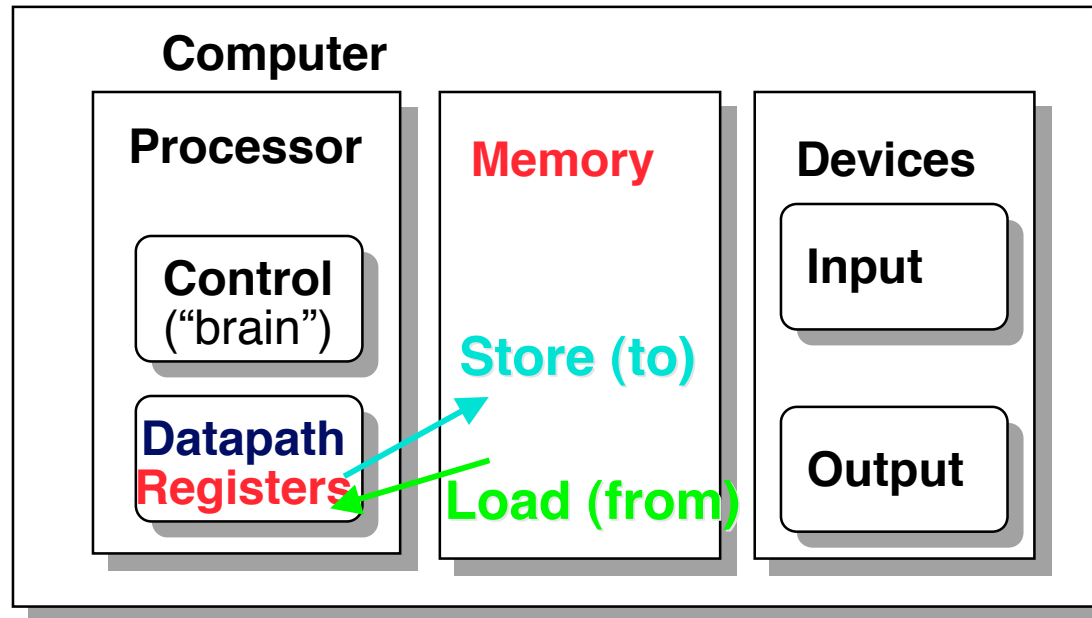 Computer
Processor
Control
(“brain”)
Datapath
Registers
Memory
Store (to)
Load (from)
Devices
Input
Output